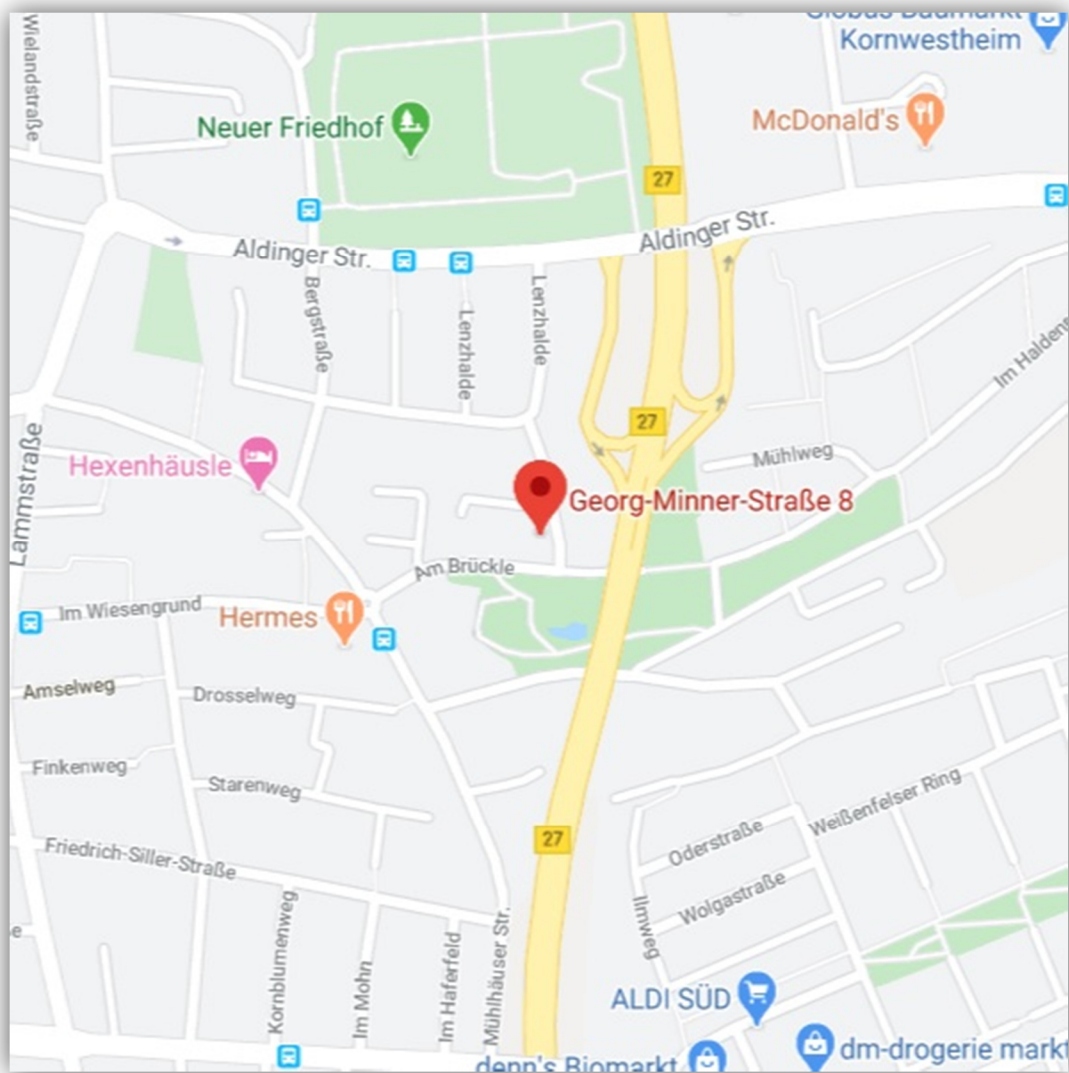 Globus Baumarkt
Kornwestheim
Wielandstraße
McDonald's
Neuer Friedhof
27
Aldinger Str.
Aldinger Str.
Bergstraße
Lenzhalde
Lenzhalde
Im Haldenr
27
Lammstraße
Hexenhäusle
Mühlweg
Georg-Minner-Straße 8
Am Brückle
Im Wiesengrund
Hermes
Amselweg
Drosselweg
Finkenweg
Starenweg
Weißenfelser Ring
Oderstraße
27
Friedrich-Siller-Straße
Wolgastraße
Ilmweg
Kornblumenweg
Im Mohn
Im Haferfeld
Mühlhäuser Str.
ALDI SÜD
denn's Biomarkt
dm-drogerie markt